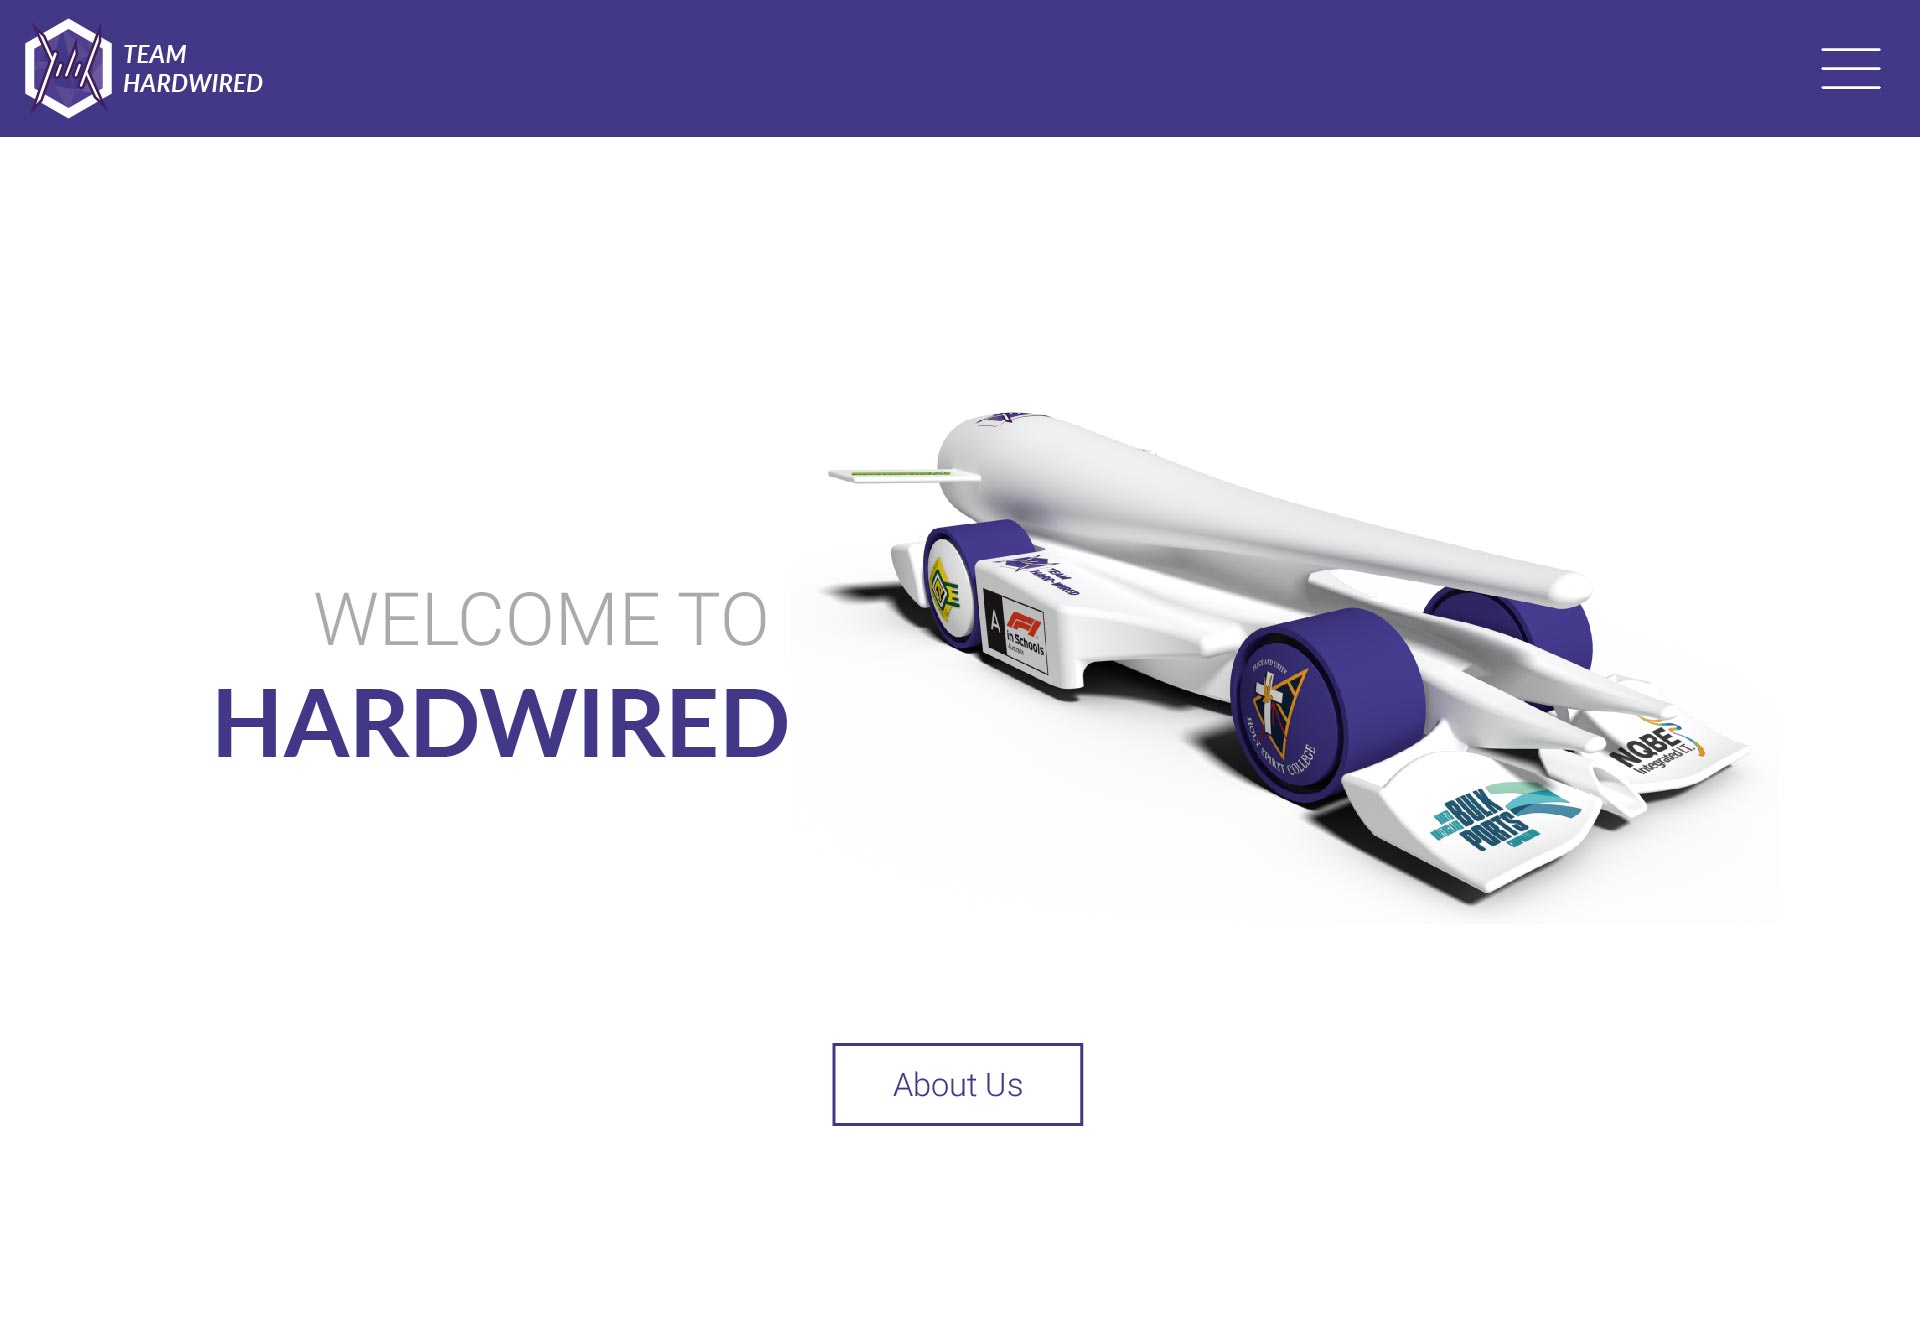 TEAM
HARDWIRED
WELCOME TO
HARDWIRED
TEAM
HARDWIRED
A
F1
in Schools
HOLY SPIRIT COLLEGE
NQBE
Integrated I.T.
BULK
PORTS
About Us